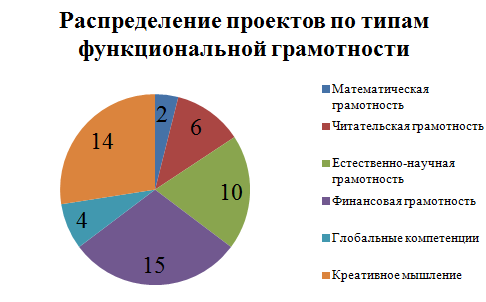 Распределение проектов по типам
функциональной грамотности
2
6
10
15
4
14
Математическая
грамотность
Читательская грамотность
Естественно-научная
грамотность
Финансовая грамотность
Глобальные компетенции
Креативное мышление